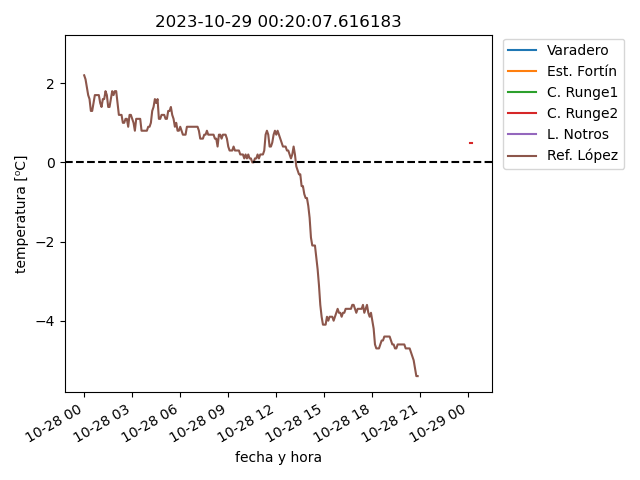 2023-10-29 00:20:07.616183
temperatura [ºC]
2
0
−2
−4
10-28 00
10-28 03
10-28 06
10-28 09
10-28 12
10-28 15
10-28 18
10-28 21
10-29 00
fecha y hora
Varadero
Est. Fortín
C. Runge1
C. Runge2
L. Notros
Ref. López